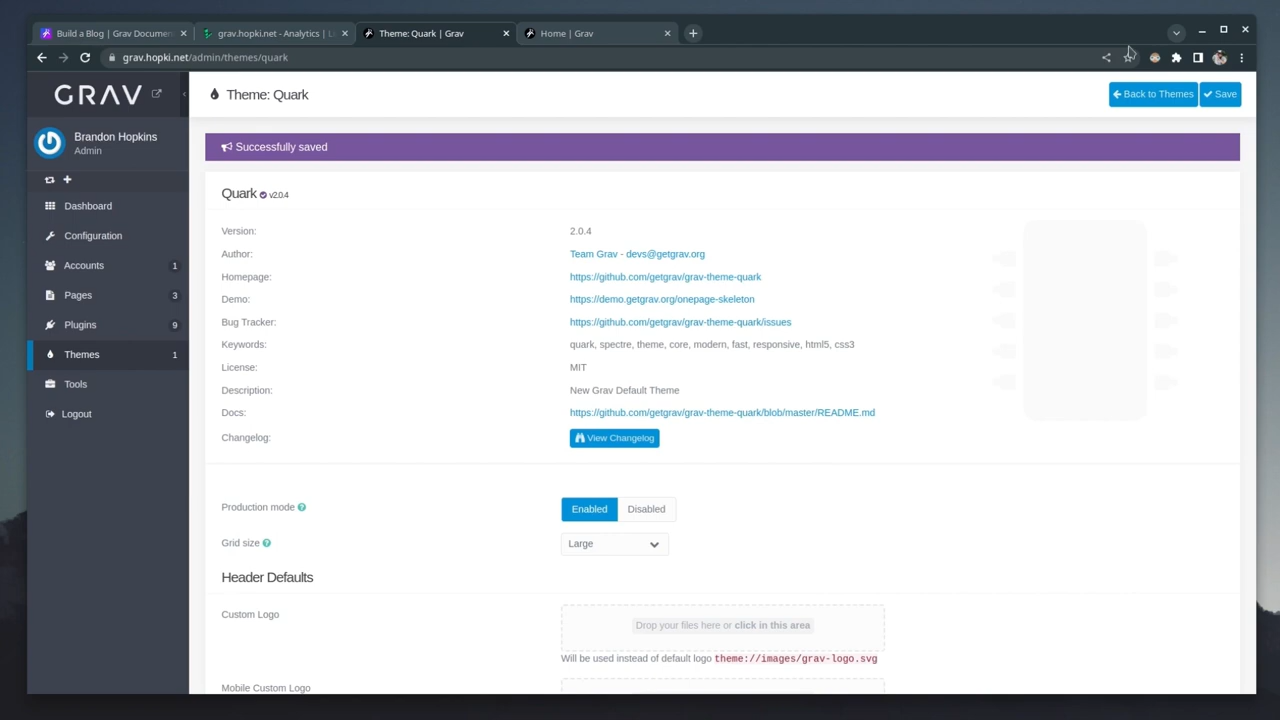 Build a Blog | Grav Documen
grav.hopki.net - Analytics | Li
Theme: Quark | Grav
Home | Grav
grav.hopki.net/admin/themes/quark
GRAV
Theme: Quark
Back to Themes
Save
Brandon Hopkins
Admin
Successfully saved
Quark v2.0.4
Dashboard
Configuration
Accounts 1
Pages 3
Plugins 9
Themes 1
Tools
Logout
Version: 2.0.4
Author: Team Grav - devs@getgrav.org
Homepage: https://github.com/getgrav/grav-theme-quark
Demo: https://demo.getgrav.org/onepage-skeleton
Bug Tracker: https://github.com/getgrav/grav-theme-quark/issues
Keywords: quark, spectre, theme, core, modern, fast, responsive, html5, css3
License: MIT
Description: New Grav Default Theme
Docs: https://github.com/getgrav/grav-theme-quark/blob/master/README.md
Changelog: View Changelog
Production mode Enabled Disabled
Grid size Large
Header Defaults
Custom Logo
Drop your files here or click in this area
Will be used instead of default logo theme://images/grav-logo.svg
Mobile Custom Logo